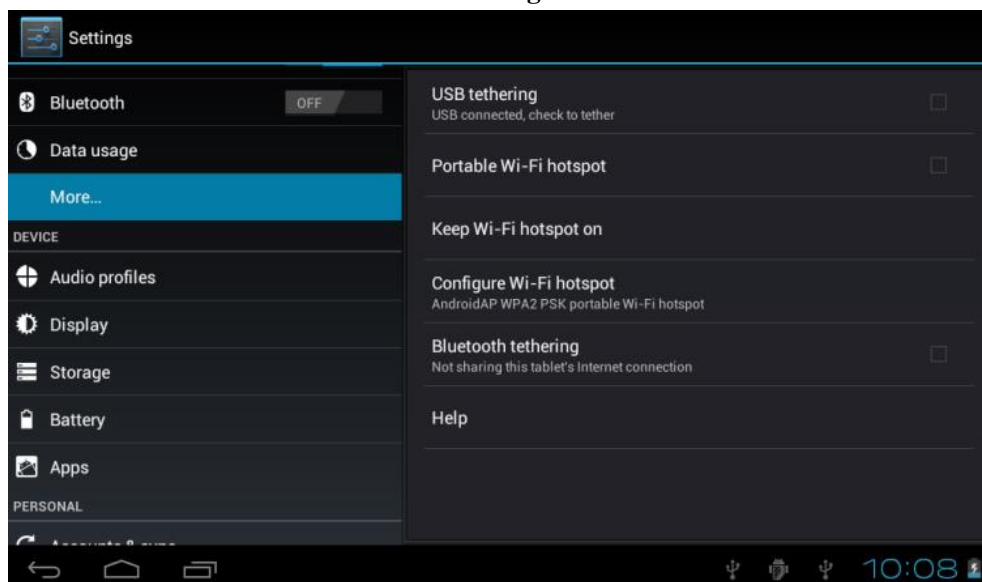 Settings
Bluetooth
OFF
Data usage
More...
DEVICE
Audio profiles
Display
Storage
Battery
Apps
PERSONAL
USB tethering
USB connected, check to tether
Portable Wi-Fi hotspot
Keep Wi-Fi hotspot on
Configure Wi-Fi hotspot
AndroidAP WPA2 PSK portable Wi-Fi hotspot
Bluetooth tethering
Not sharing this tablet's Internet connection
Help
10:08